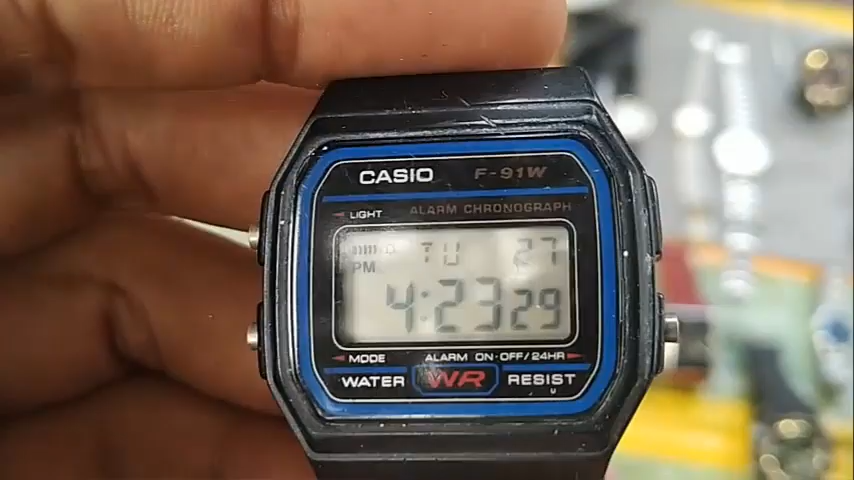 CASIO F-91W
LIGHT ALARM CHRONOGRAPH
TU 27
PM
4:23 29
MODE ALARM ON·OFF/24HR
WATER WR RESIST